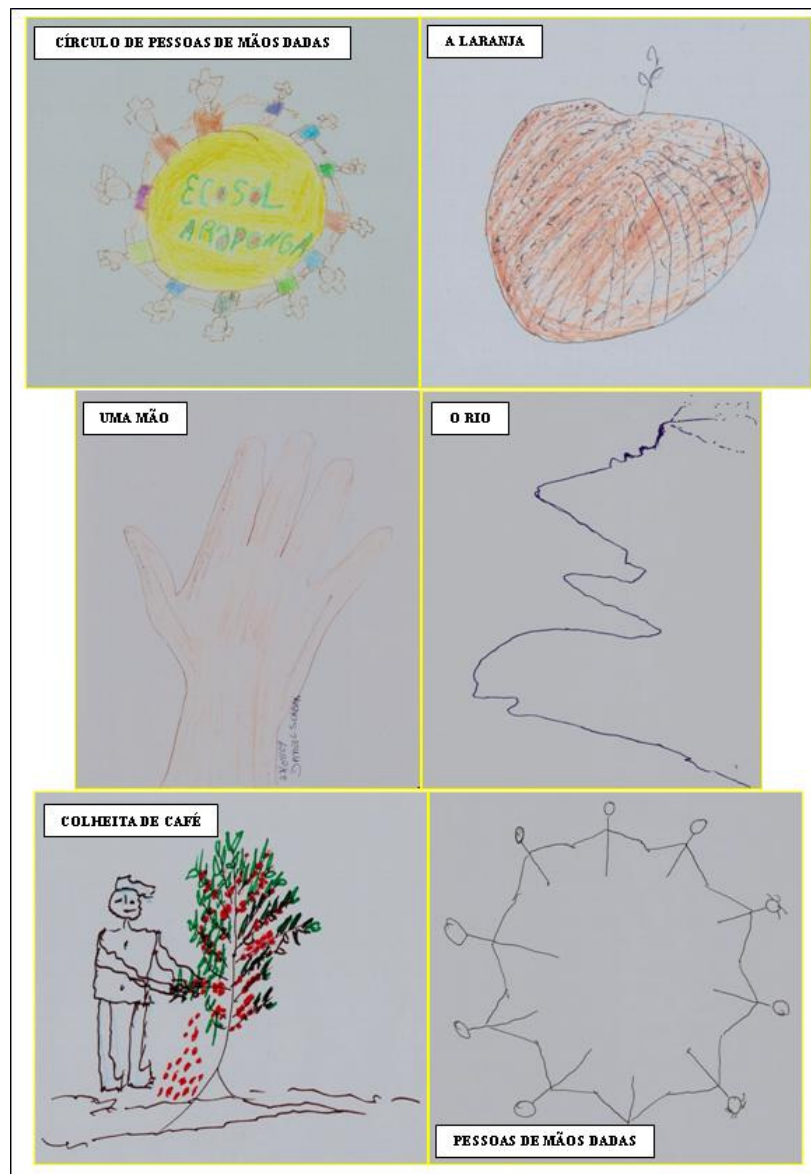 CÍRCULO DE PESSOAS DE MÃOS DADAS
A LARANJA
ECOSOL
ARAPONGA
UMA MÃO
O RIO
COLHEITA DE CAFÉ
PESSOAS DE MÃOS DADAS